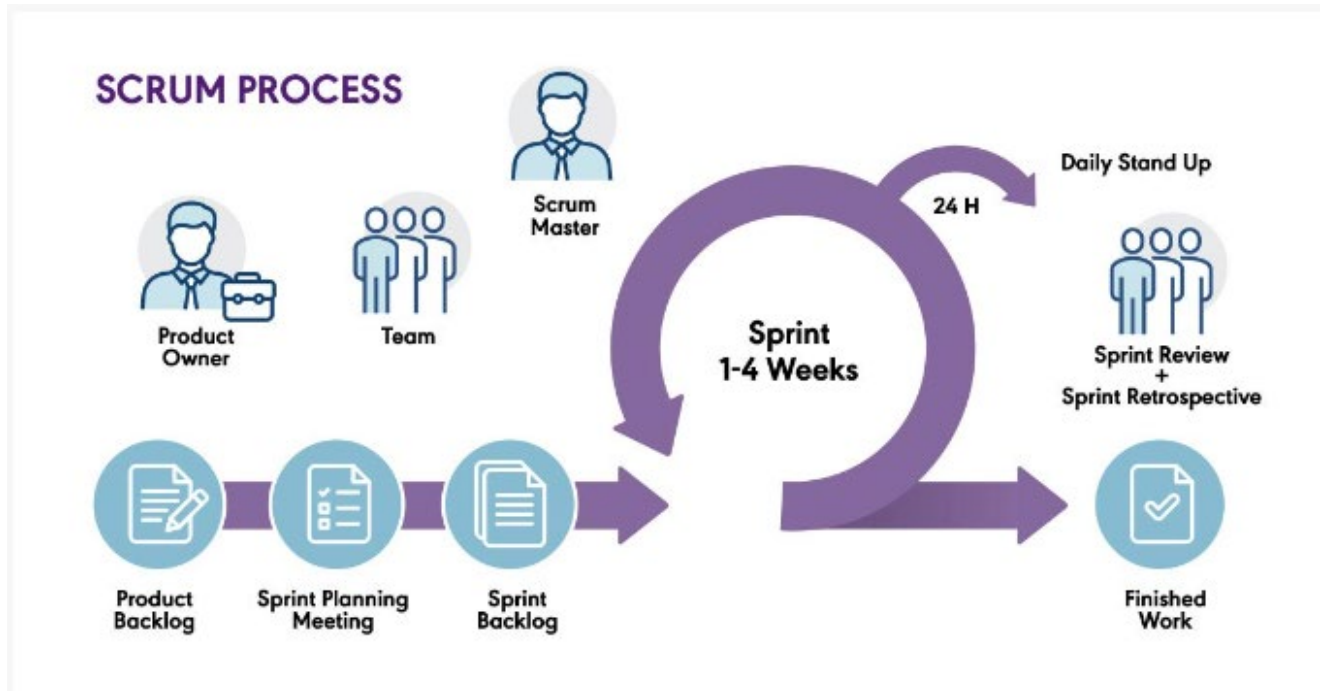 SCRUM PROCESS
Scrum
Master
Product
Owner
Team
Daily Stand Up
24 H
Sprint
1-4 Weeks
Sprint Review
+
Sprint Retrospective
Product
Backlog
Sprint Planning
Meeting
Sprint
Backlog
Finished
Work